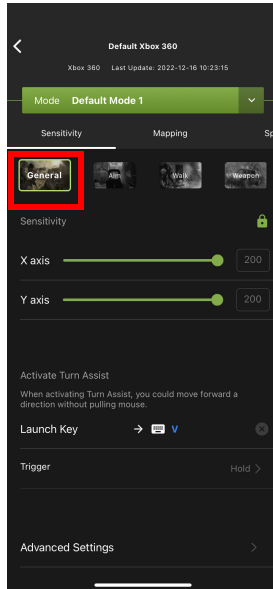 Default Xbox 360
Xbox 360 Last Update: 2022-12-16 10:23:15
Mode Default Mode 1
Sensitivity Mapping Sp
General Aim Walk Weapon
Sensitivity
X axis 200
Y axis 200
Activate Turn Assist
When activating Turn Assist, you could move forward a
direction without pulling mouse.
Launch Key → V
Trigger Hold >
Advanced Settings >